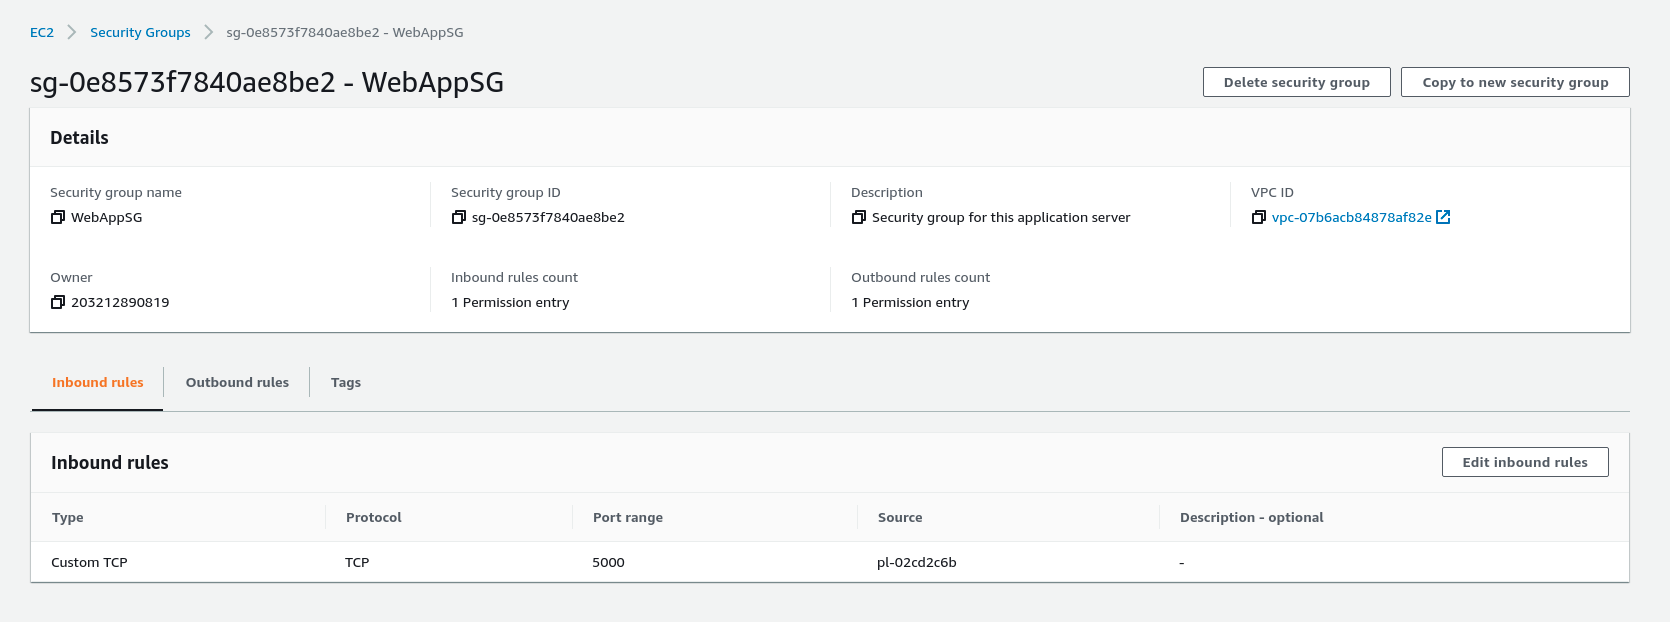 EC2 > Security Groups > sg-0e8573f7840ae8be2 - WebAppSG
sg-0e8573f7840ae8be2 - WebAppSG
Delete security group
Copy to new security group
Details
Security group name
WebAppSG
Security group ID
sg-0e8573f7840ae8be2
Description
Security group for this application server
VPC ID
vpc-07b6acb84878af82e
Owner
203212890819
Inbound rules count
1 Permission entry
Outbound rules count
1 Permission entry
Inbound rules
Outbound rules
Tags
Inbound rules
Edit inbound rules
Type Protocol Port range Source Description - optional
Custom TCP TCP 5000 pl-02cd2c6b -